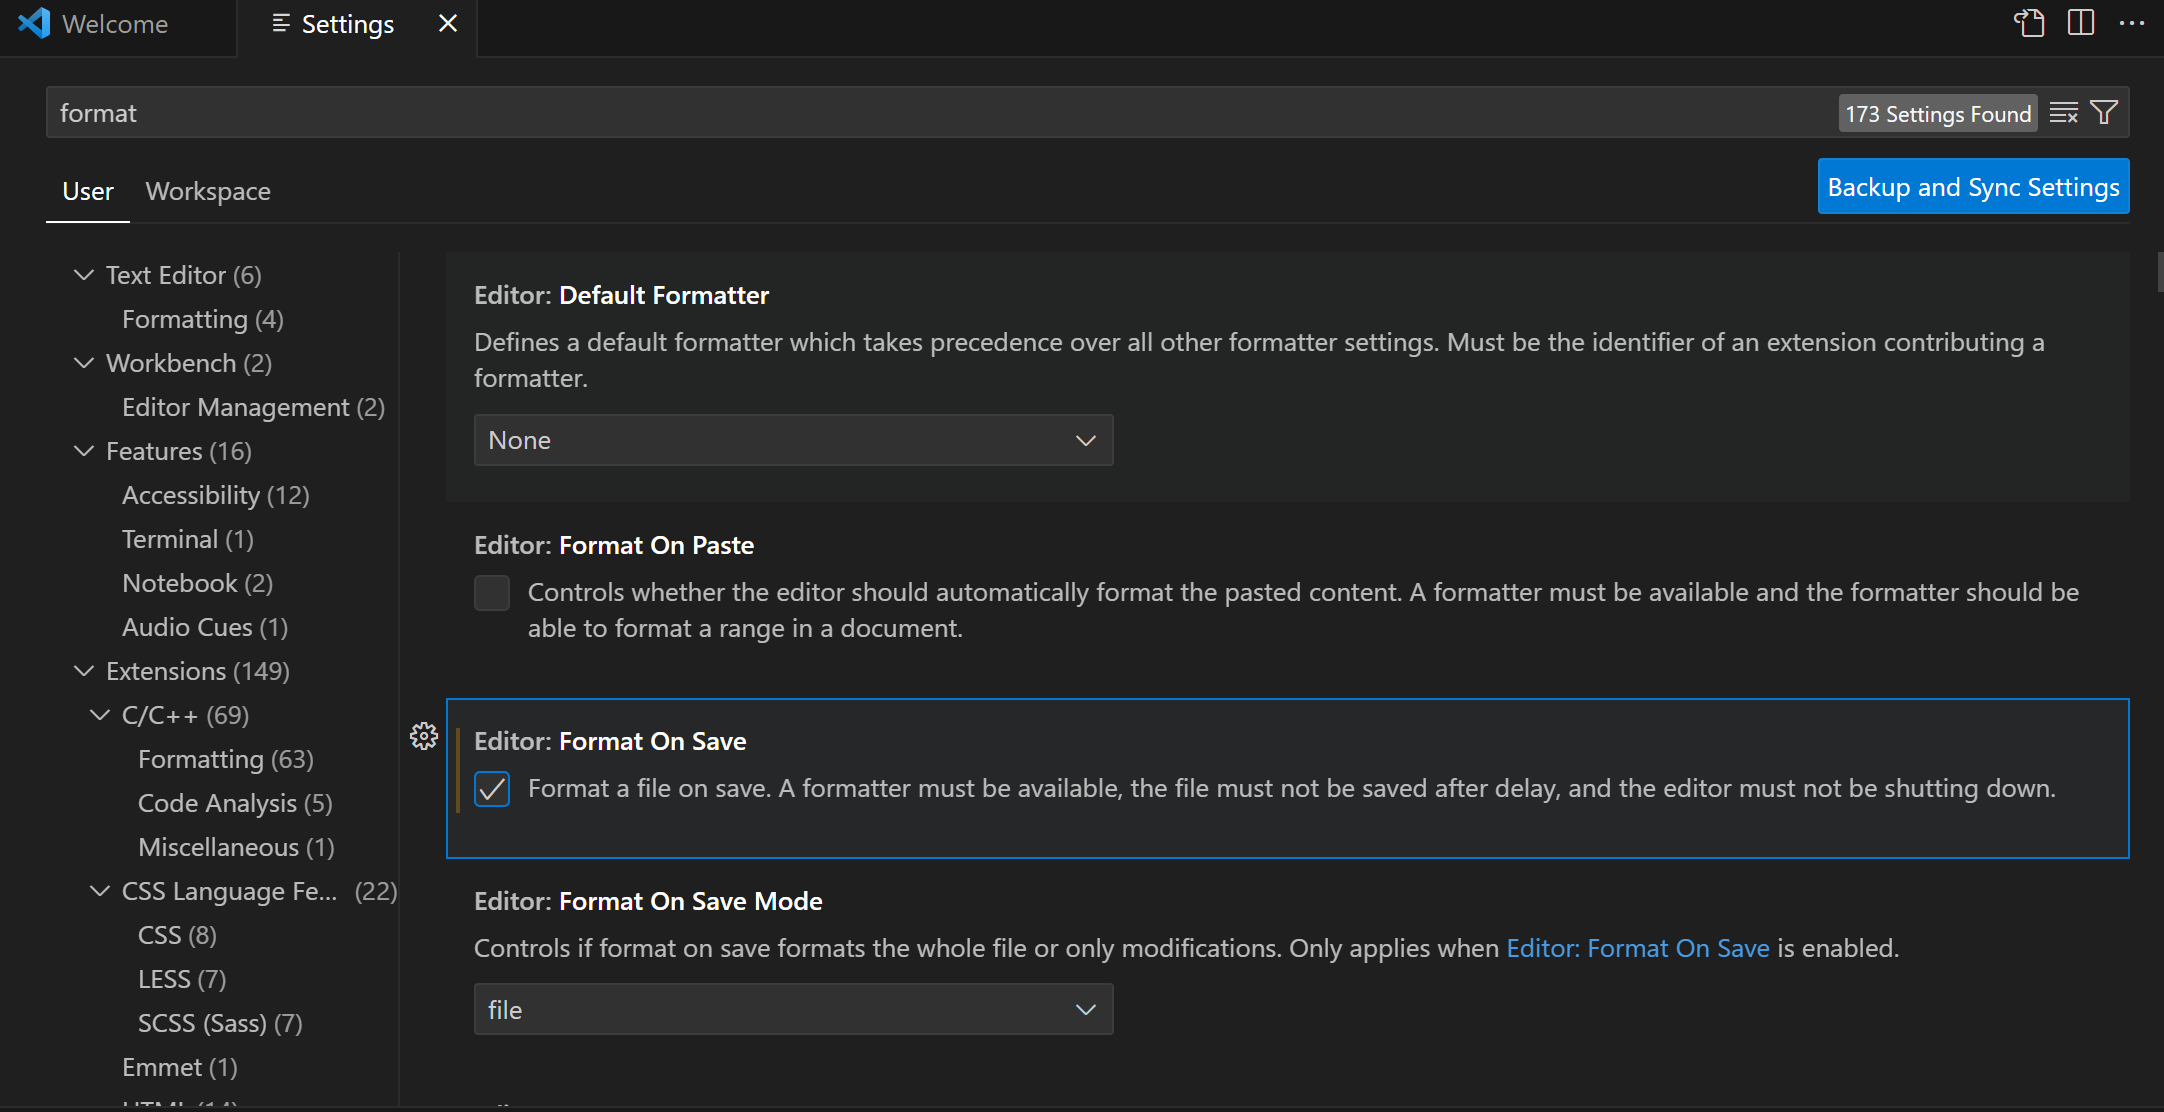 Welcome
Settings
format
173 Settings Found
User
Workspace
Backup and Sync Settings
Text Editor (6)
Formatting (4)
Workbench (2)
Editor Management (2)
Features (16)
Accessibility (12)
Terminal (1)
Notebook (2)
Audio Cues (1)
Extensions (149)
C/C++ (69)
Formatting (63)
Code Analysis (5)
Miscellaneous (1)
CSS Language Fe... (22)
CSS (8)
LESS (7)
SCSS (Sass) (7)
Emmet (1)
Editor: Default Formatter
Defines a default formatter which takes precedence over all other formatter settings. Must be the identifier of an extension contributing a
formatter.
None
Editor: Format On Paste
Controls whether the editor should automatically format the pasted content. A formatter must be available and the formatter should be
able to format a range in a document.
Editor: Format On Save
Format a file on save. A formatter must be available, the file must not be saved after delay, and the editor must not be shutting down.
Editor: Format On Save Mode
Controls if format on save formats the whole file or only modifications. Only applies when Editor: Format On Save is enabled.
file